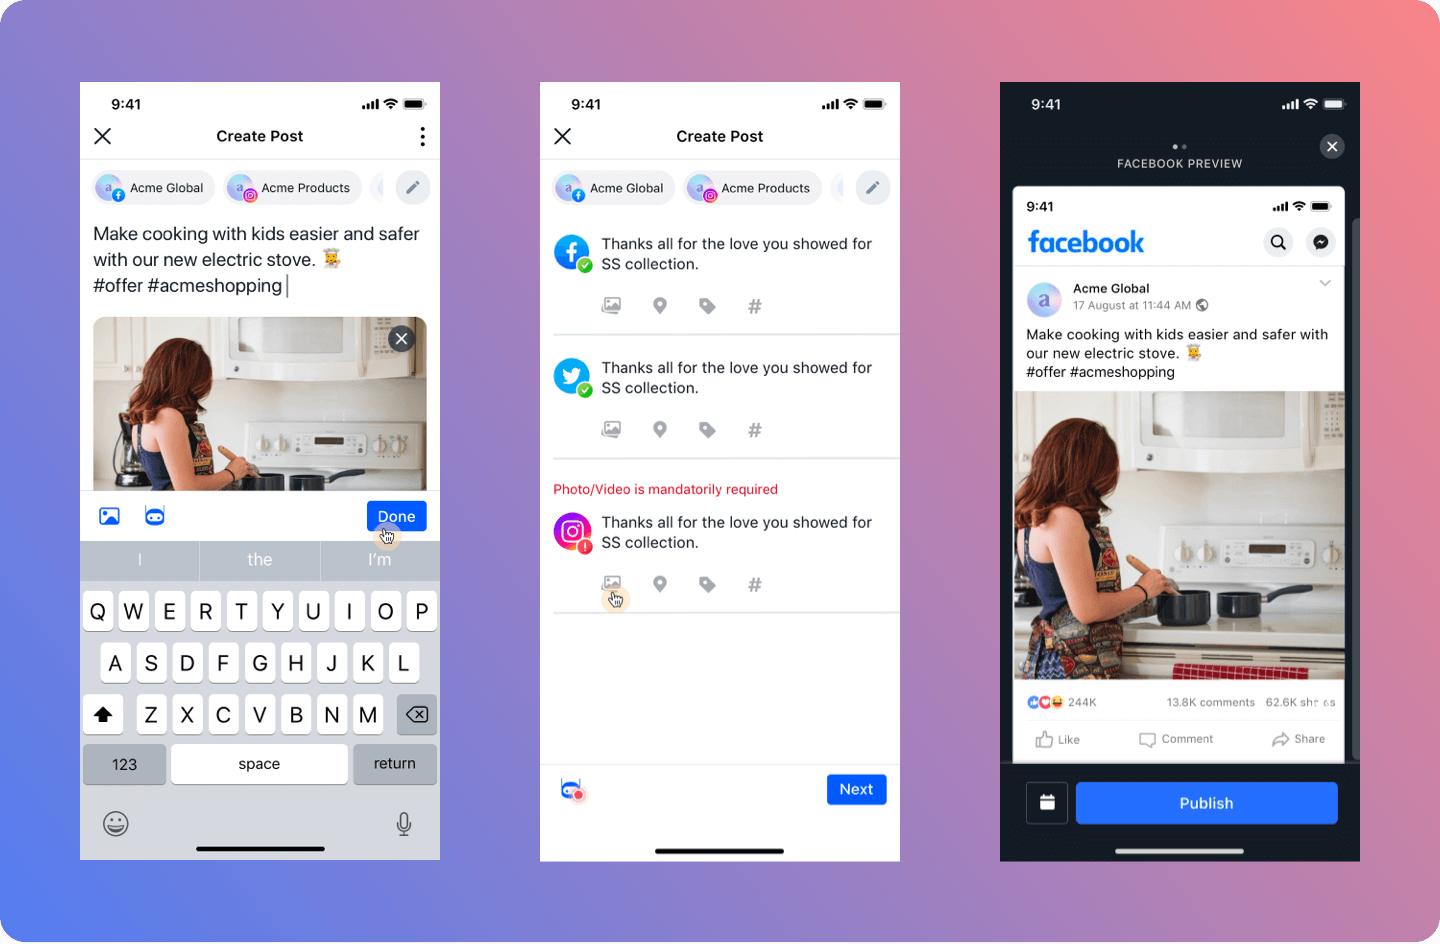 9:41
Create Post
a
Acme Global
a
Acme Products
Make cooking with kids easier and safer
with our new electric stove. 🧑‍🍳
#offer #acmeshopping
Done
I
the
I'm
Q W E R T Y U I O P
A S D F G H J K L
Z X C V B N M
123
space
return
9:41
Create Post
a
Acme Global
a
Acme Products
Thanks all for the love you showed for
SS collection.
#
Thanks all for the love you showed for
SS collection.
#
Photo/Video is mandatorily required
Thanks all for the love you showed for
SS collection.
#
Next
9:41
FACEBOOK PREVIEW
9:41
facebook
a
Acme Global
17 August at 11:44 AM
Make cooking with kids easier and safer with
our new electric stove. 🧑‍🍳
#offer #acmeshopping
244K
13.8K comments
62.6K
Like
Comment
Share
Publish